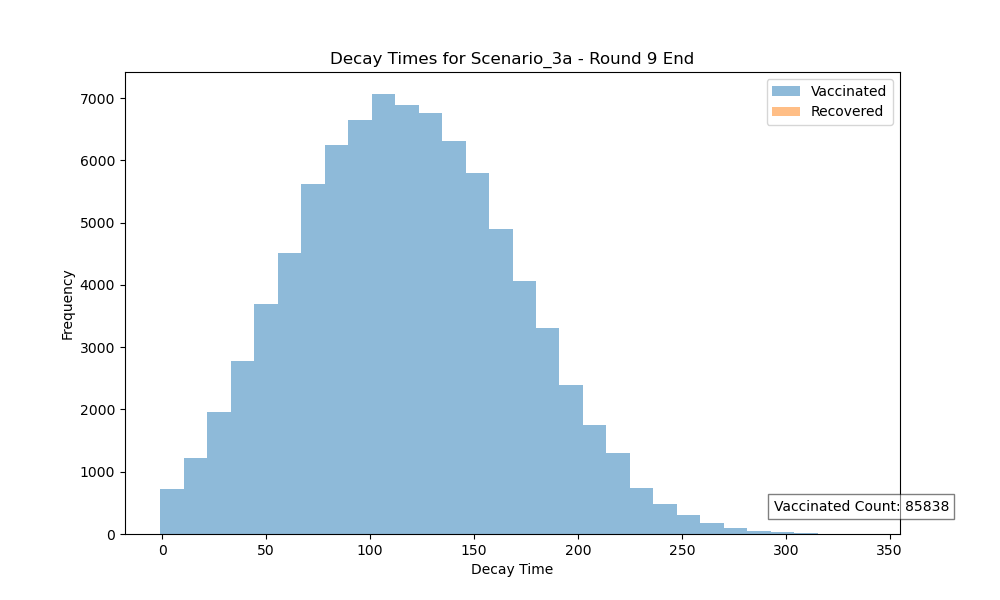 Decay Times for Scenario_3a - Round 9 End
Vaccinated
Recovered
7000
6000
5000
4000
3000
2000
1000
0
Frequency
Vaccinated Count: 85838
0 50 100 150 200 250 300 350
Decay Time